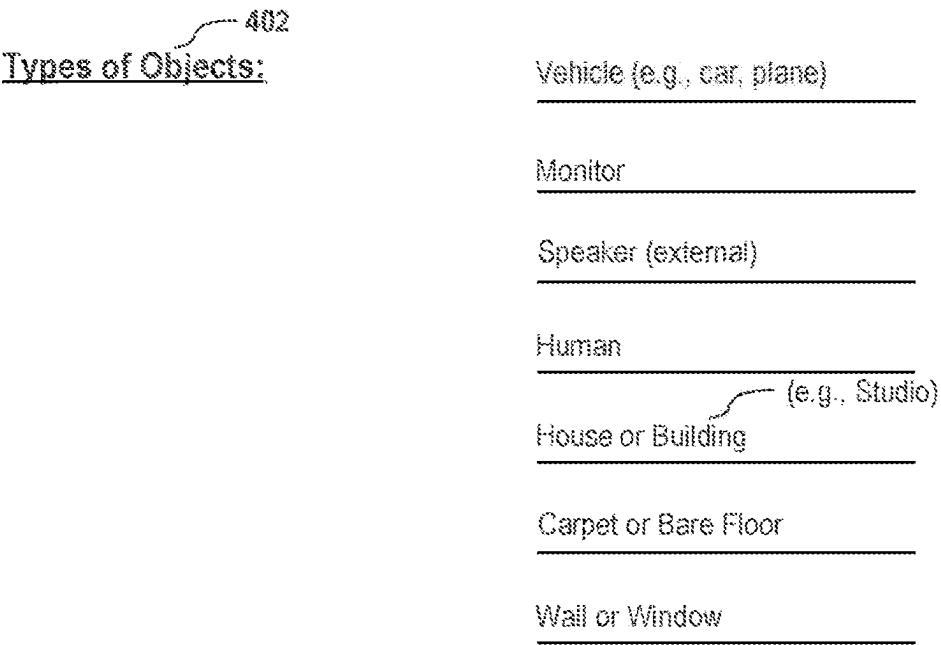 402
Types of Objects:
Vehicle (e.g., car, plane)
Monitor
Speaker (external)
Human
(e.g., Studio)
House or Building
Carpet or Bare Floor
Wall or Window